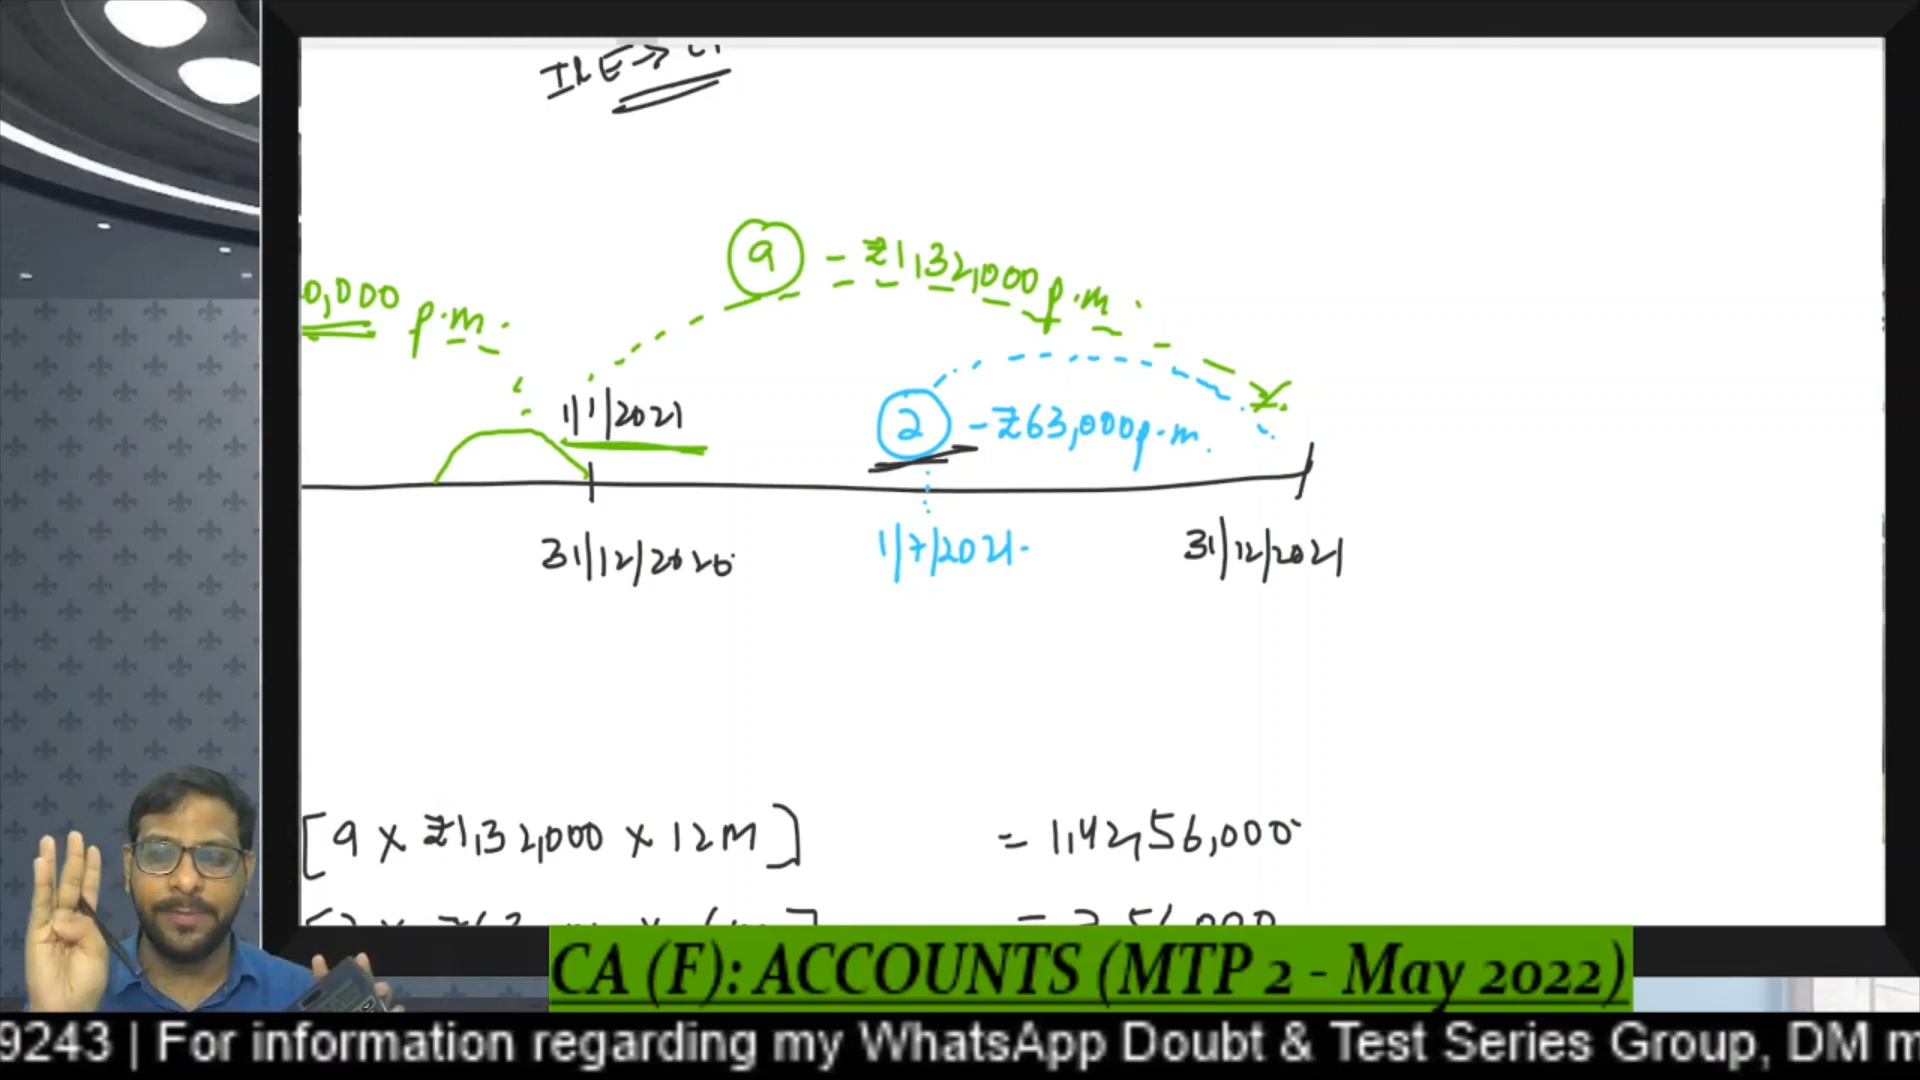 9 - ₹1,32,000 p.m.
0,000 p.m.
1/1/2021
2 - ₹63,000 p.m.
31/12/2020
1/7/2021
31/12/2021
[9 x ₹1,32,000 x 12m] = 1,42,56,000
CA (F): ACCOUNTS (MTP 2 - May 2022)
9243 | For information regarding my WhatsApp Doubt & Test Series Group, DM m